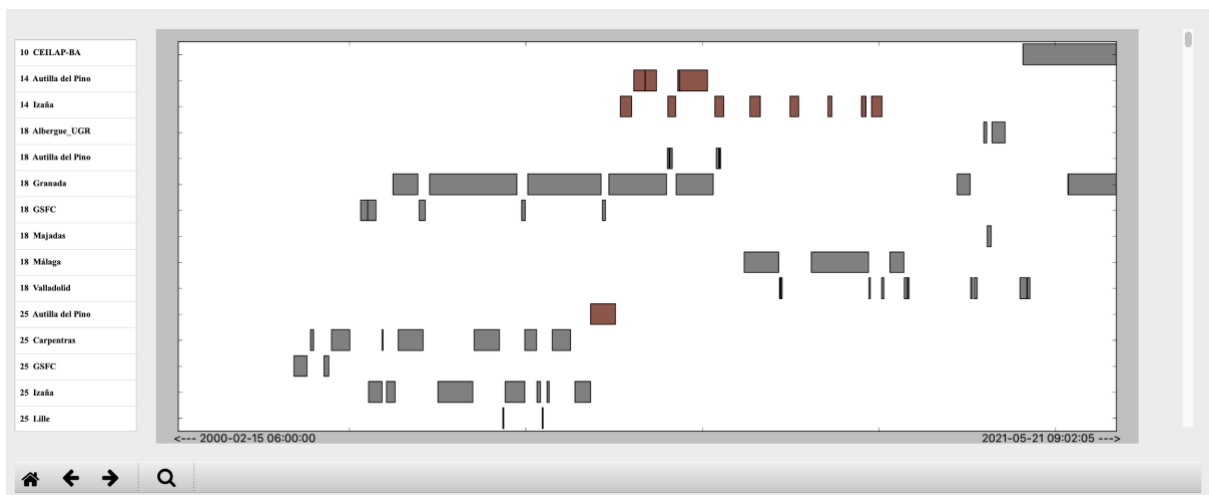 10 CEILAP-BA
14 Autilla del Pino
14 Izaña
18 Albergue_UGR
18 Autilla del Pino
18 Granada
18 GSFC
18 Majadas
18 Málaga
18 Valladolid
25 Autilla del Pino
25 Carpentras
25 GSFC
25 Izaña
25 Lille
<--- 2000-02-15 06:00:00
2021-05-21 09:02:05 --->